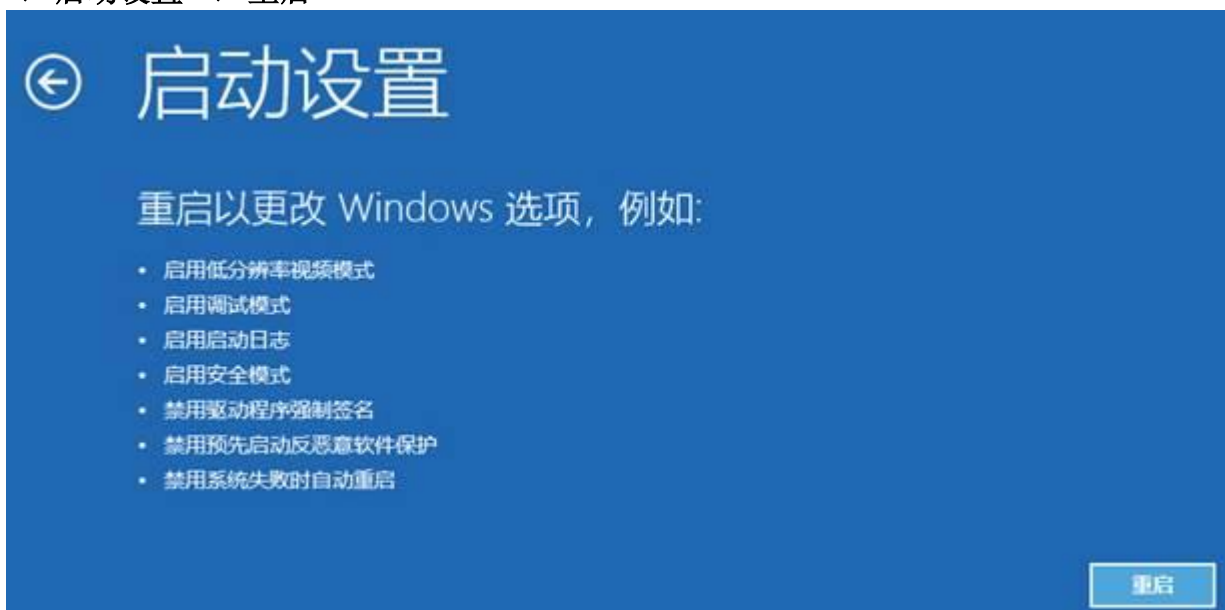 启动设置
重启以更改 Windows 选项，例如:
• 启用低分辨率视频模式
• 启用调试模式
• 启用启动日志
• 启用安全模式
• 禁用驱动程序强制签名
• 禁用预先启动反恶意软件保护
• 禁用系统失败时自动重启
重启